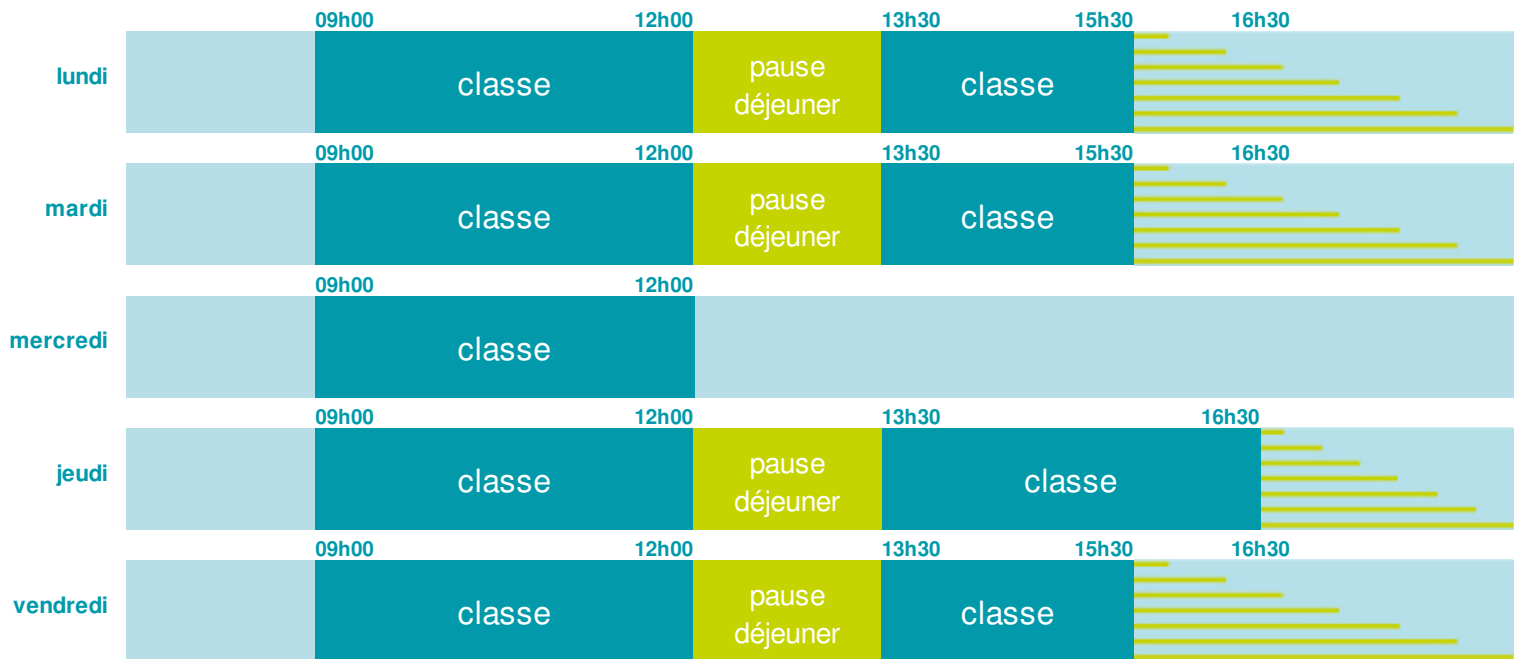 09h00 12h00 13h30 15h30 16h30
lundi classe pause déjeuner classe
09h00 12h00 13h30 15h30 16h30
mardi classe pause déjeuner classe
09h00 12h00
mercredi classe
09h00 12h00 13h30 16h30
jeudi classe pause déjeuner classe
09h00 12h00 13h30 15h30 16h30
vendredi classe pause déjeuner classe